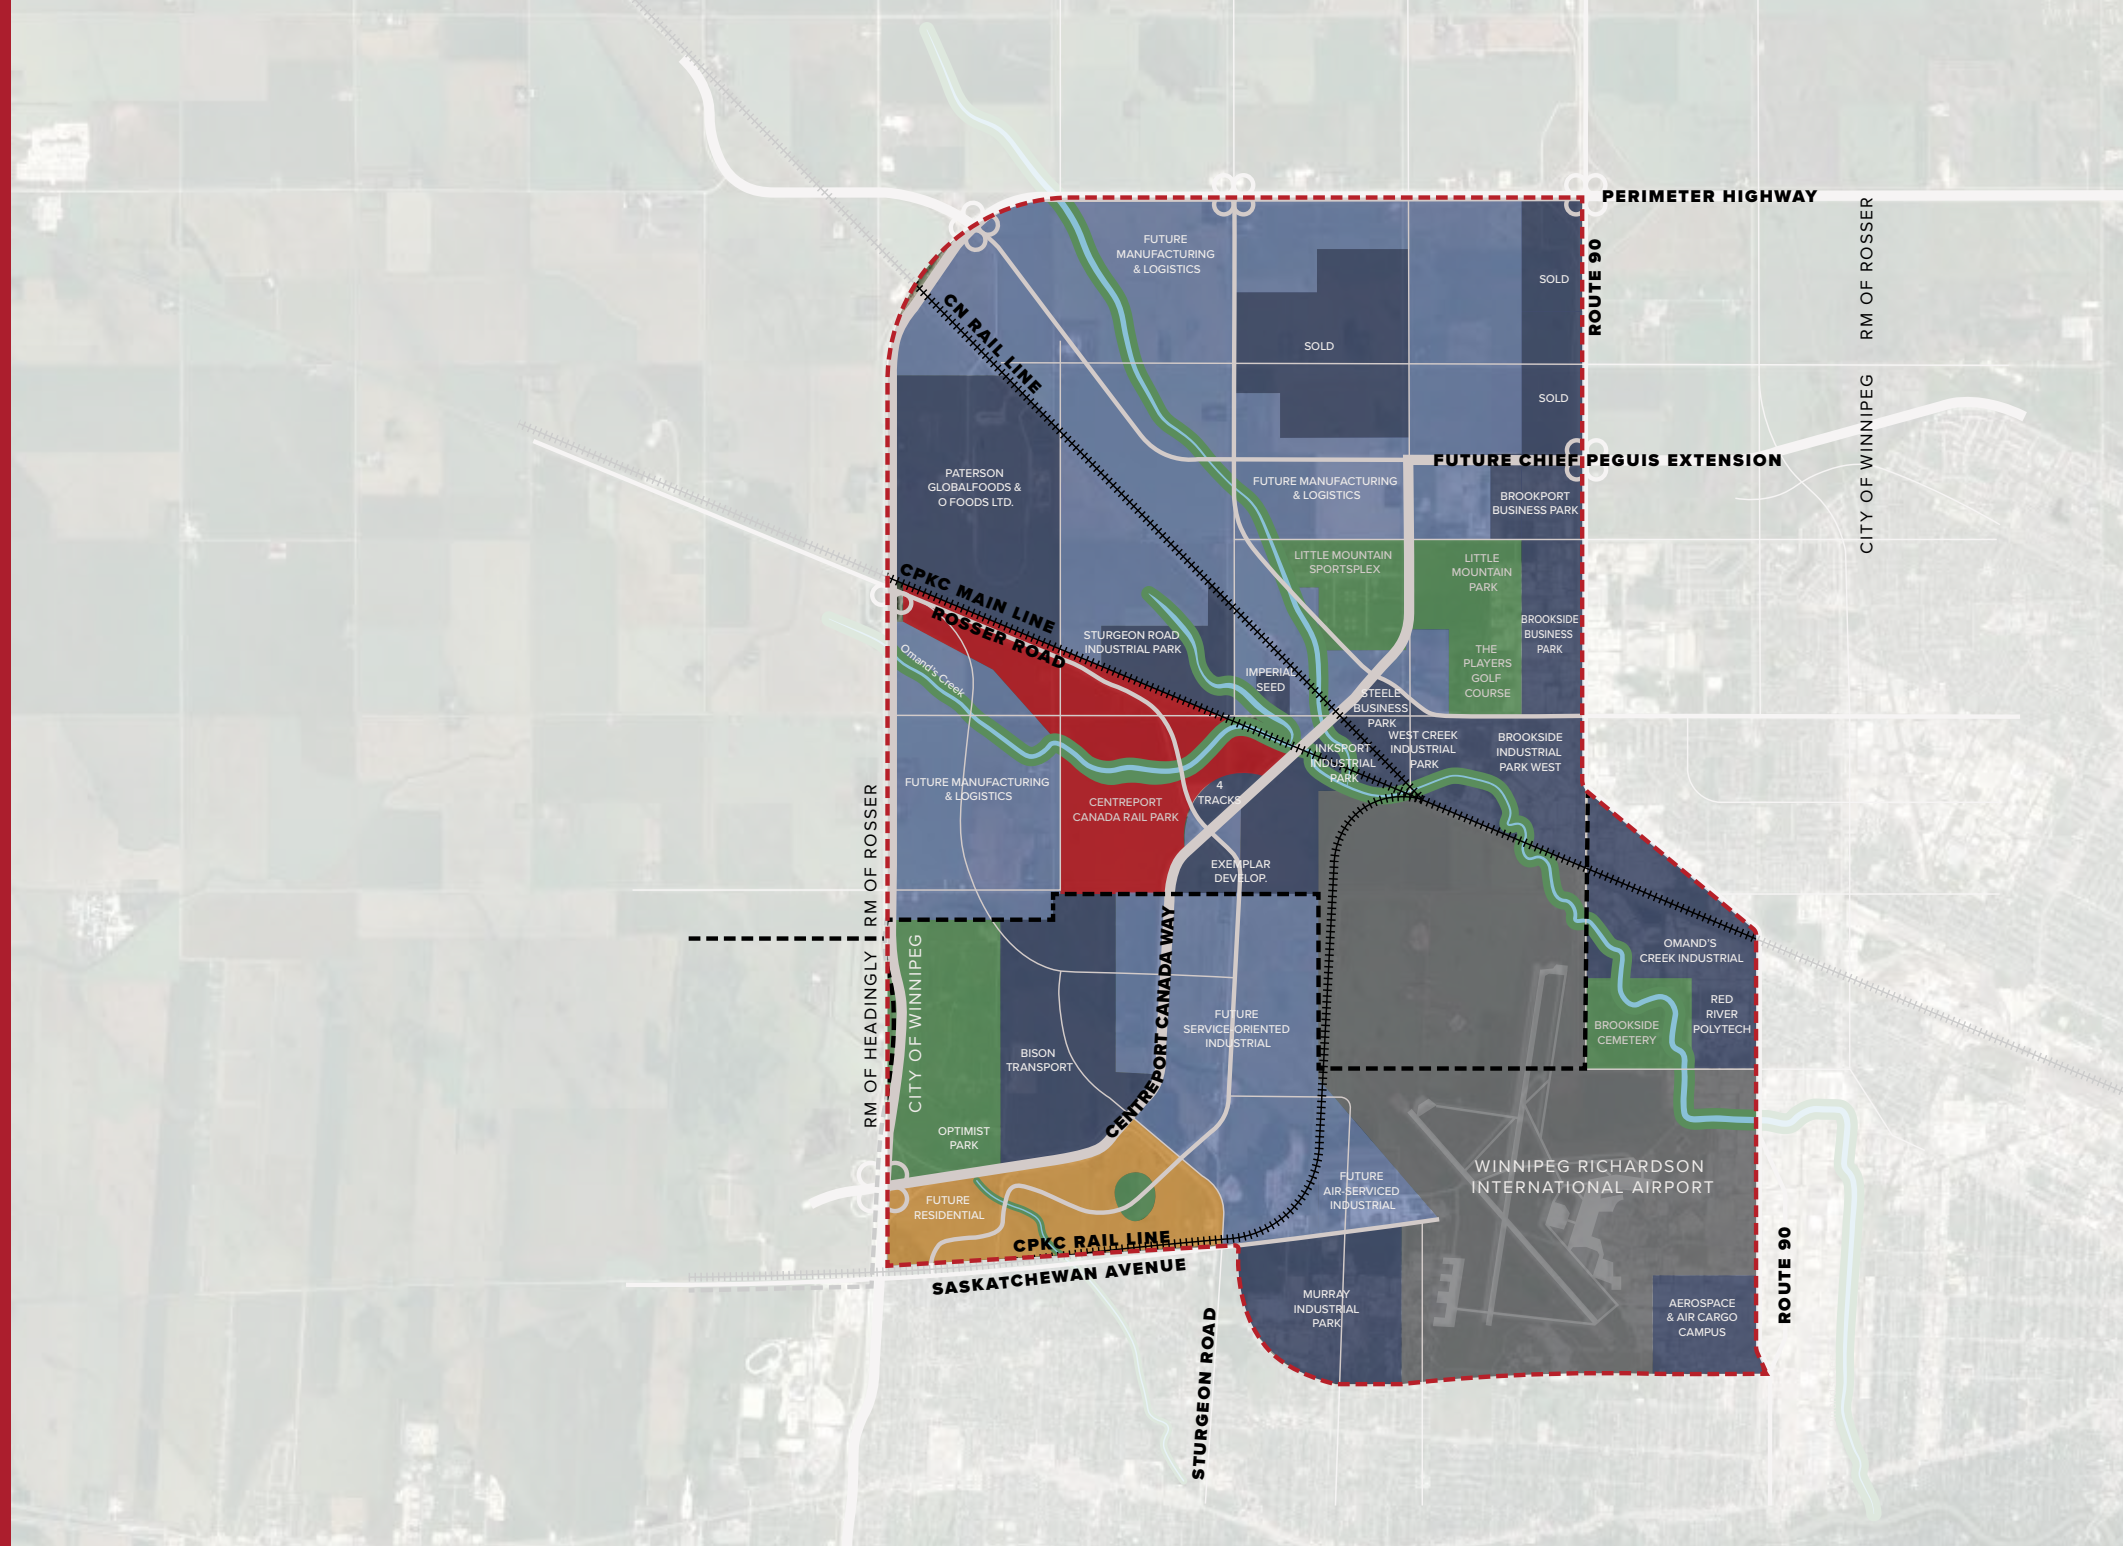 PERIMETER HIGHWAY
RM OF ROSSER
FUTURE
MANUFACTURING
& LOGISTICS
ROUTE 90
SOLD
CN RAIL LINE
SOLD
SOLD
CITY OF WINNIPEG
FUTURE CHIEF PEGUIS EXTENSION
PATERSON
GLOBALFOODS &
O FOODS LTD.
FUTURE MANUFACTURING
& LOGISTICS
BROOKPORT
BUSINESS PARK
LITTLE MOUNTAIN
SPORTSPLEX
LITTLE
MOUNTAIN
PARK
CPKC MAIN LINE
ROSSER ROAD
BROOKSIDE
BUSINESS
PARK
STURGEON ROAD
INDUSTRIAL PARK
THE
PLAYERS
GOLF
COURSE
Omand's Creek
IMPERIAL
SEED
STEELE
BUSINESS
PARK
WEST CREEK
INDUSTRIAL
PARK
BROOKSIDE
INDUSTRIAL
PARK WEST
INKSPORT
INDUSTRIAL
PARK
FUTURE MANUFACTURING
& LOGISTICS
4
TRACKS
CENTREPORT
CANADA RAIL PARK
EXEMPLAR
DEVELOP.
RM OF ROSSER
RM OF HEADINGLY
CITY OF WINNIPEG
CENTREPORT CANADA WAY
OMAND'S
CREEK INDUSTRIAL
RED
RIVER
POLYTECH
BROOKSIDE
CEMETERY
FUTURE
SERVICE-ORIENTED
INDUSTRIAL
BISON
TRANSPORT
OPTIMIST
PARK
WINNIPEG RICHARDSON
INTERNATIONAL AIRPORT
FUTURE
AIR-SERVICED
INDUSTRIAL
FUTURE
RESIDENTIAL
CPKC RAIL LINE
SASKATCHEWAN AVENUE
ROUTE 90
MURRAY
INDUSTRIAL
PARK
AEROSPACE
& AIR CARGO
CAMPUS
STURGEON ROAD